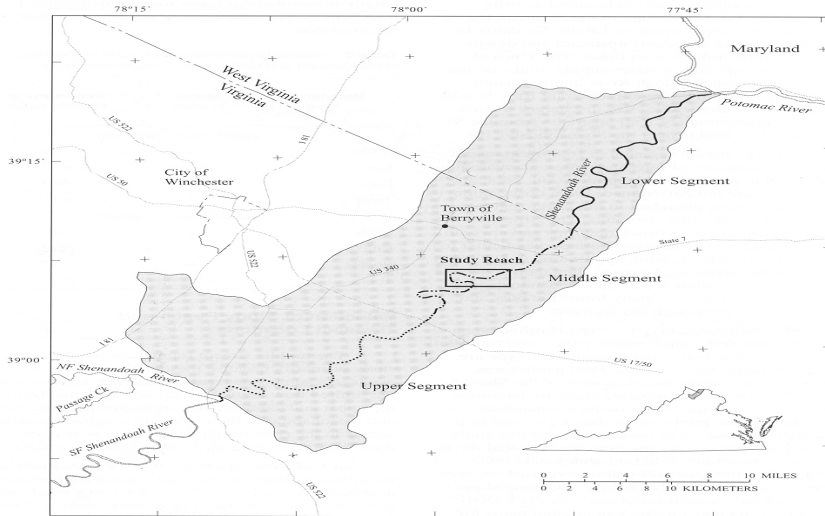 78°15'
78°00'
77°45'
Maryland
West Virginia
Virginia
Potomac River
US 522
I81
39°15'
City of
Winchester
US 50
Shenandoah River
Lower Segment
Town of
Berryville
State 7
Study Reach
US 522
US 340
Middle Segment
I81
39°00'
NF Shenandoah River
US 17/50
Upper Segment
Passage Ck
SF Shenandoah River
US 522
0 2 4 6 8 10 MILES
0 2 4 6 8 10 KILOMETERS